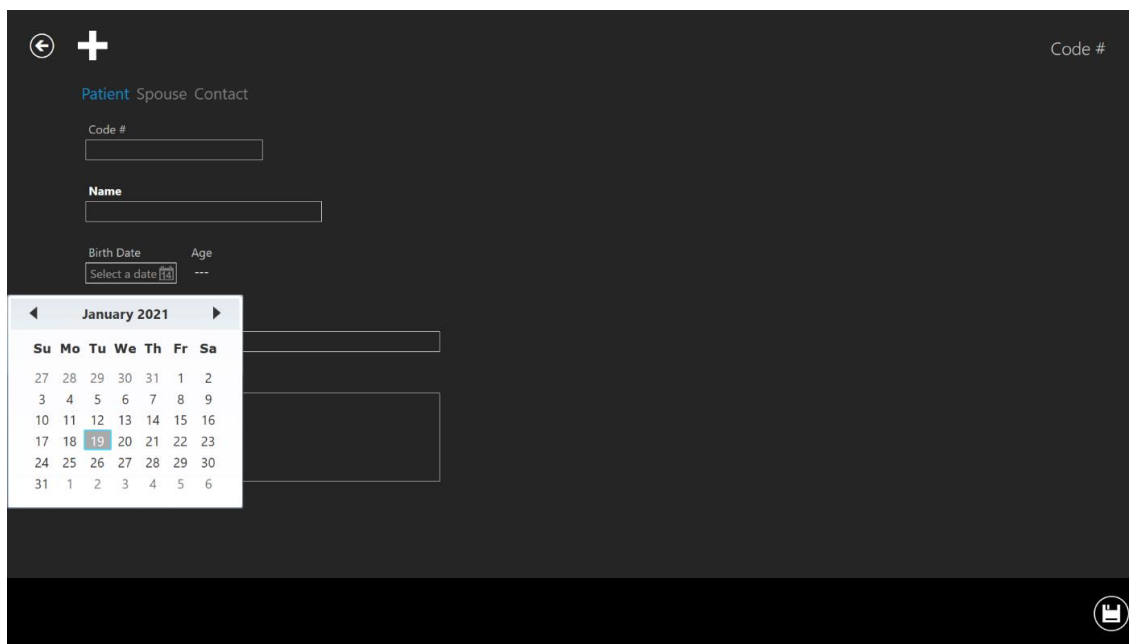 Code #
Patient Spouse Contact
Code #
Name
Birth Date Age
Select a date 14 ---
January 2021
Su Mo Tu We Th Fr Sa
27 28 29 30 31 1 2
3 4 5 6 7 8 9
10 11 12 13 14 15 16
17 18 19 20 21 22 23
24 25 26 27 28 29 30
31 1 2 3 4 5 6